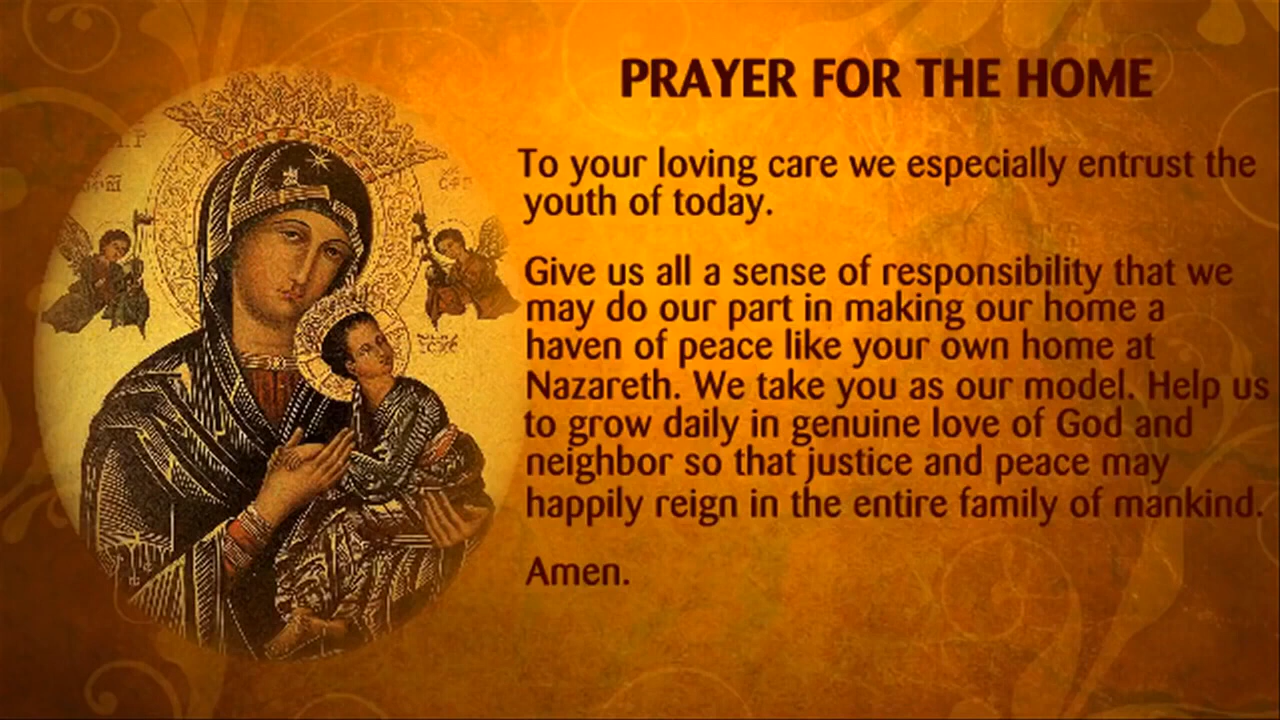 PRAYER FOR THE HOME
To your loving care we especially entrust the
youth of today.
Give us all a sense of responsibility that we
may do our part in making our home a
haven of peace like your own home at
Nazareth. We take you as our model. Help us
to grow daily in genuine love of God and
neighbor so that justice and peace may
happily reign in the entire family of mankind.
Amen.